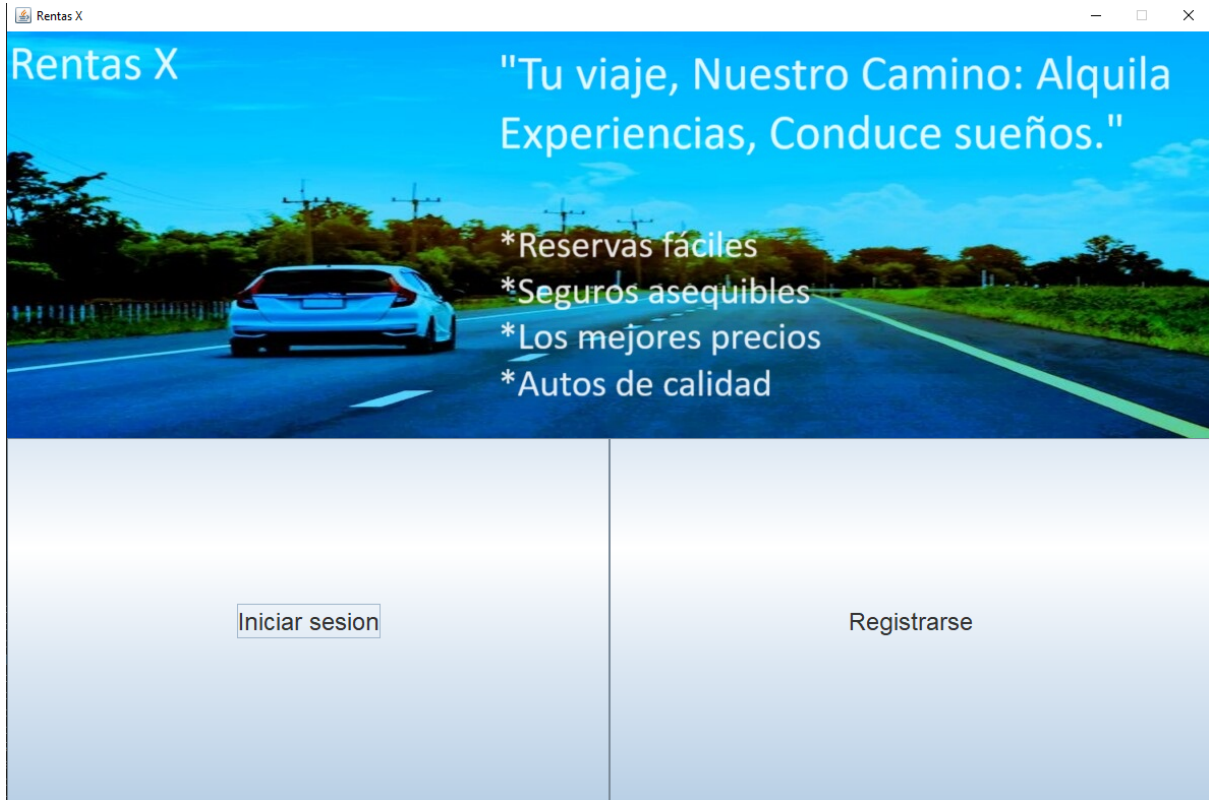 Rentas X
Rentas X
"Tu viaje, Nuestro Camino: Alquila
Experiencias, Conduce sueños."
*Reservas fáciles
*Seguros asequibles
*Los mejores precios
*Autos de calidad
Iniciar sesion
Registrarse